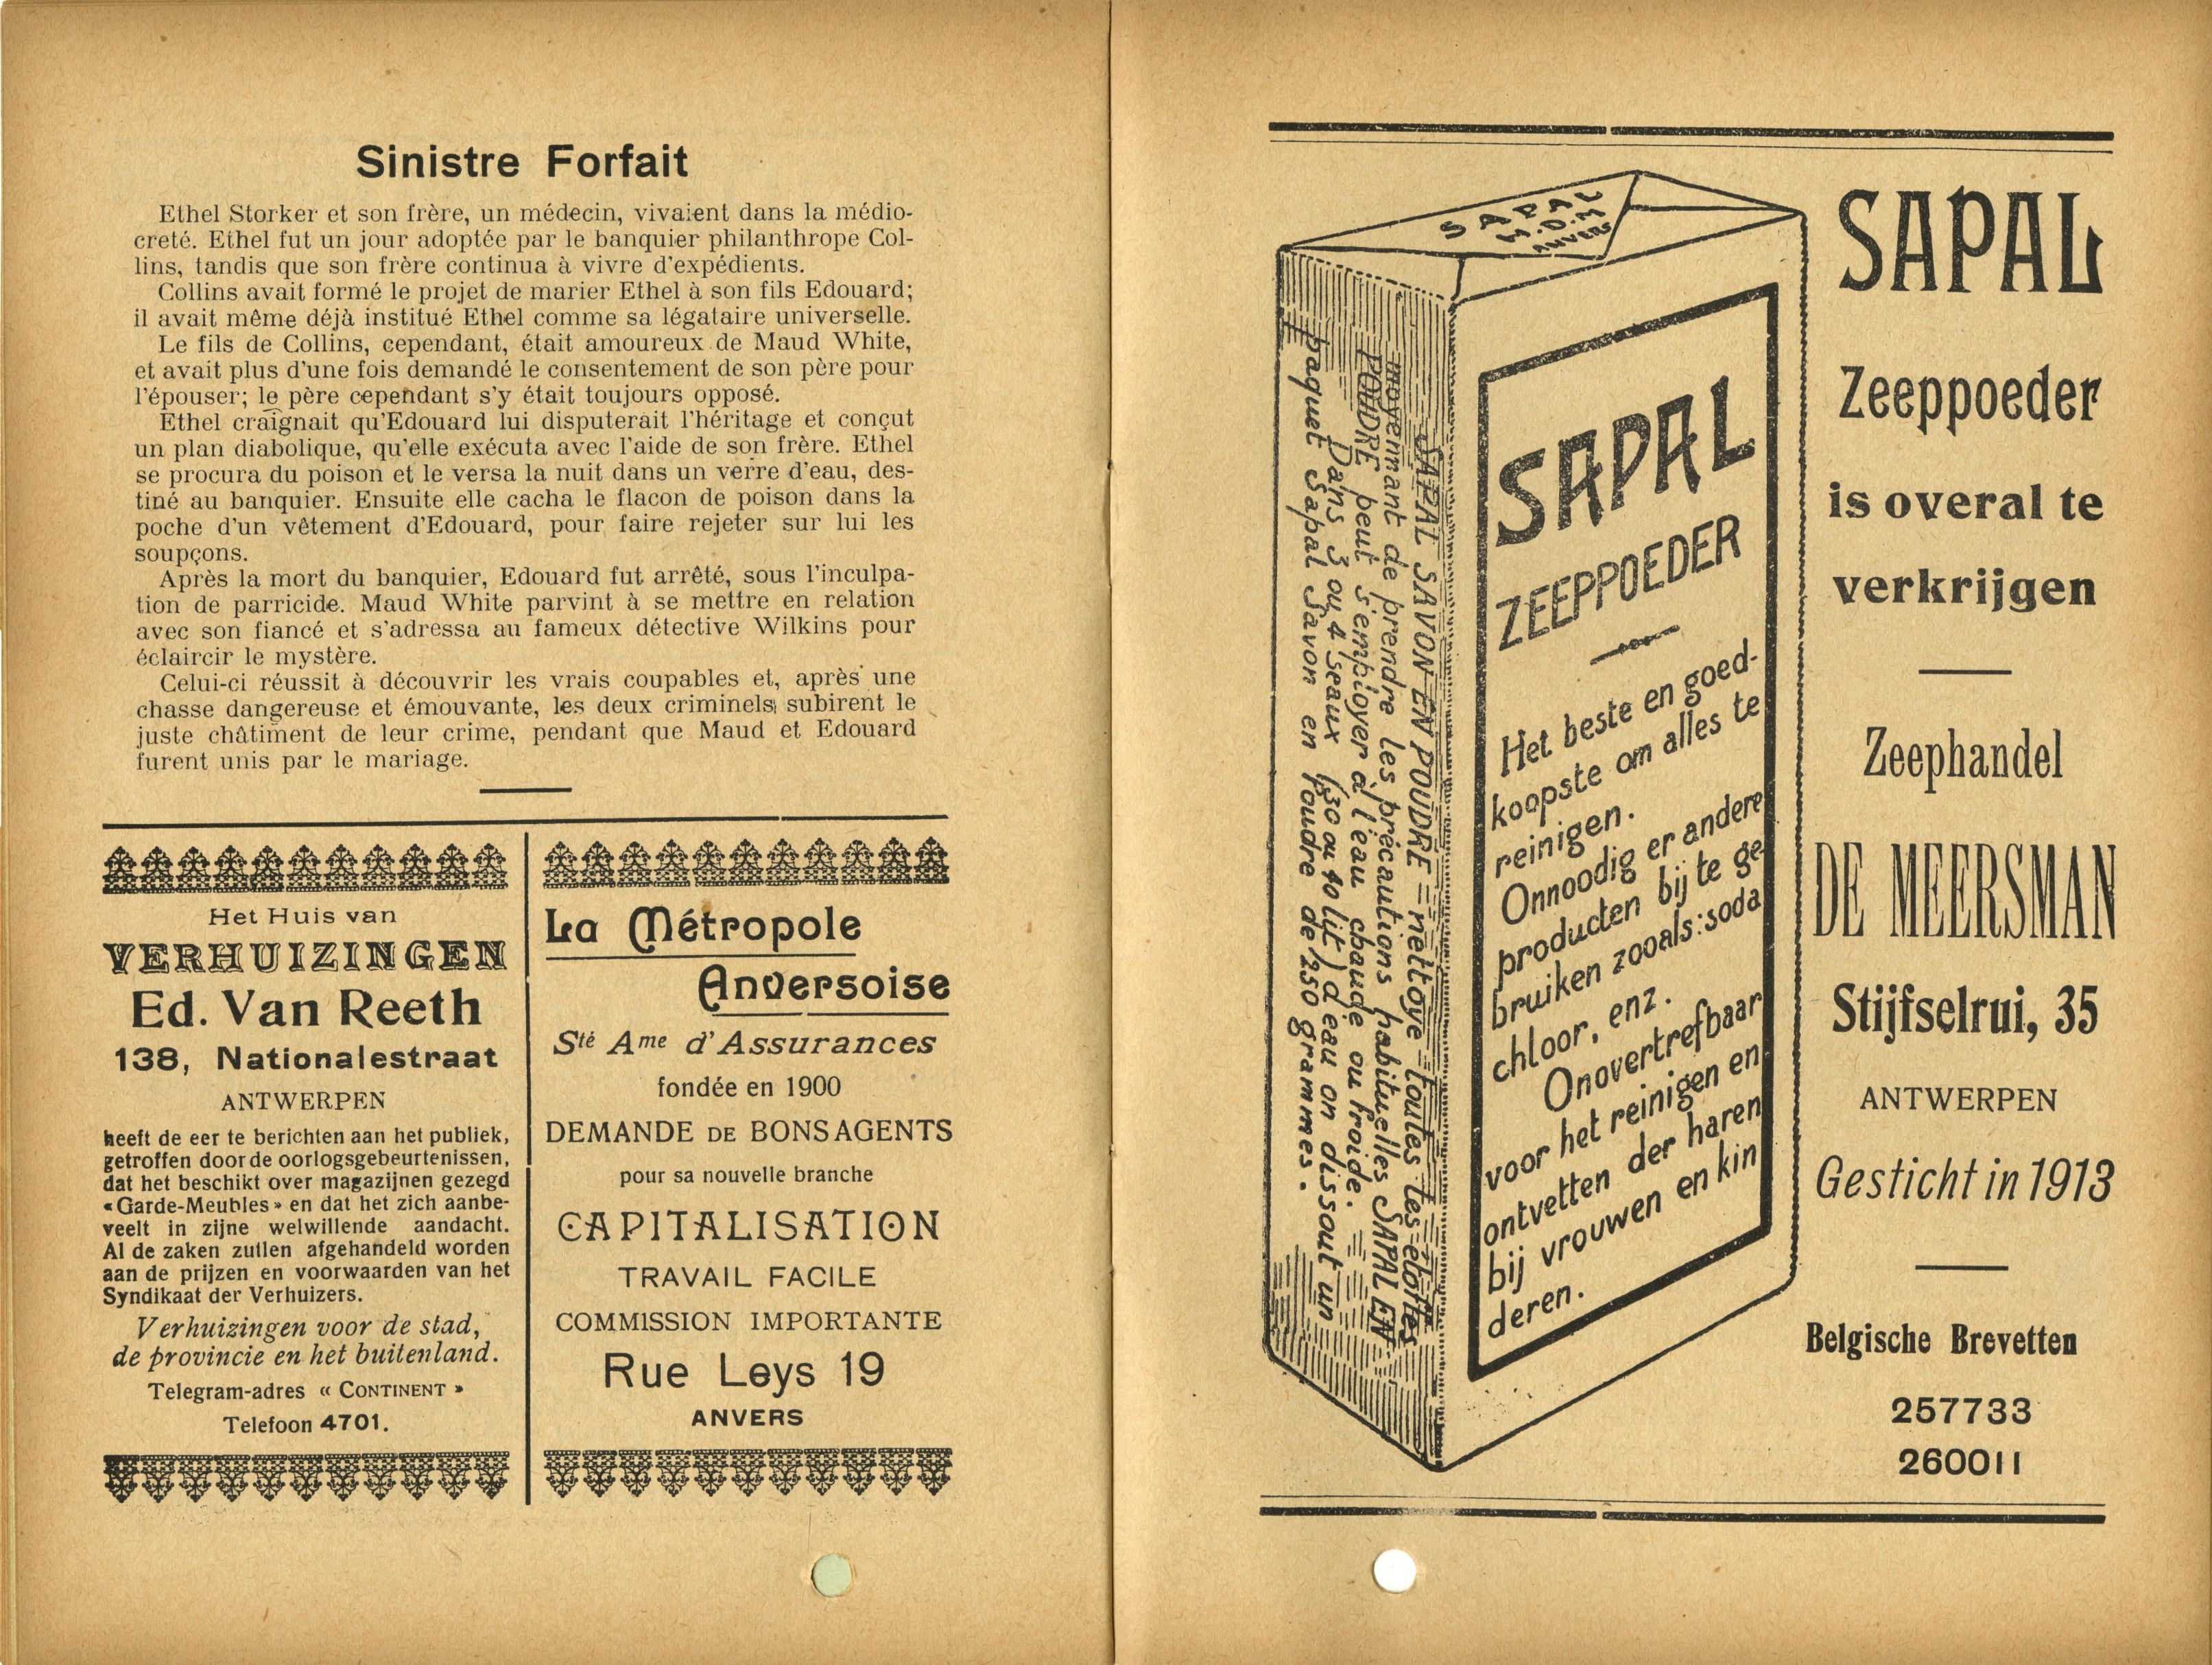 Sinistre Forfait
Ethel Storker et son frère, un médecin, vivaient dans la médio-
creté. Ethel fut un jour adoptée par le banquier philanthrope Col-
lins, tandis que son frère continua à vivre d'expédients.
Collins avait formé le projet de marier Ethel à son fils Edouard;
il avait même déjà institué Ethel comme sa légataire universelle.
Le fils de Collins, cependant, était amoureux de Maud White,
et avait plus d'une fois demandé le consentement de son père pour
l'épouser; le père cependant s'y était toujours opposé.
Ethel craignait qu'Edouard lui disputerait l'héritage et conçut
un plan diabolique, qu'elle exécuta avec l'aide de son frère. Ethel
se procura du poison et le versa la nuit dans un verre d'eau, des-
tiné au banquier. Ensuite elle cacha le flacon de poison dans la
poche d'un vêtement d'Edouard, pour faire rejeter sur lui les
soupçons.
Après la mort du banquier, Edouard fut arrêté, sous l'inculpa-
tion de parricide. Maud White parvint à se mettre en relation
avec son fiancé et s'adressa au fameux détective Wilkins pour
éclaircir le mystère.
Celui-ci réussit à découvrir les vrais coupables et, après une
chasse dangereuse et émouvante, les deux criminels subirent le
juste châtiment de leur crime, pendant que Maud et Edouard
furent unis par le mariage.
Het Huis van
VERHUIZINGEN
Ed. Van Reeth
138, Nationalestraat
ANTWERPEN
heeft de eer te berichten aan het publiek,
getroffen door de oorlogsgebeurtenissen,
dat het beschikt over magazijnen gezegd
«Garde-Meubles» en dat het zich aanbe-
veelt in zijne welwillende aandacht.
Al de zaken zullen afgehandeld worden
aan de prijzen en voorwaarden van het
Syndikaat der Verhuizers.
Verhuizingen voor de stad,
de provincie en het buitenland.
Telegram-adres « CONTINENT »
Telefoon 4701.
La Métropole
Anversoise
Sté Ame d'Assurances
fondée en 1900
DEMANDE DE BONS AGENTS
pour sa nouvelle branche
CAPITALISATION
TRAVAIL FACILE
COMMISSION IMPORTANTE
Rue Leys 19
ANVERS
SAPAL
H.D.M
ANVERS
SAPAL SAVON EN POUDRE = nettoye toutes les étoffes
moyennant de prendre les précautions habituelles SAPAL EN
POUDRE peut s'employer à l'eau chaude ou froide.
Dans 3 ou 4 seaux (30 ou 40 lit) d'eau on dissout un
paquet Sapal Savon en Poudre de 250 grammes.
SAPAL
ZEEPPOEDER
Het beste en goed-
koopste om alles te
reinigen.
Onnoodig er andere
producten bij te ge
bruiken zooals: soda
chloor, enz.
Onovertrefbaar
voor het reinigen en
ontvetten der haren
bij vrouwen en kin
deren.
SAPAL
Zeeppoeder
is overal te
verkrijgen
Zeephandel
DE MEERSMAN
Stijfselrui, 35
ANTWERPEN
Gesticht in 1913
Belgische Brevetten
257733
260011